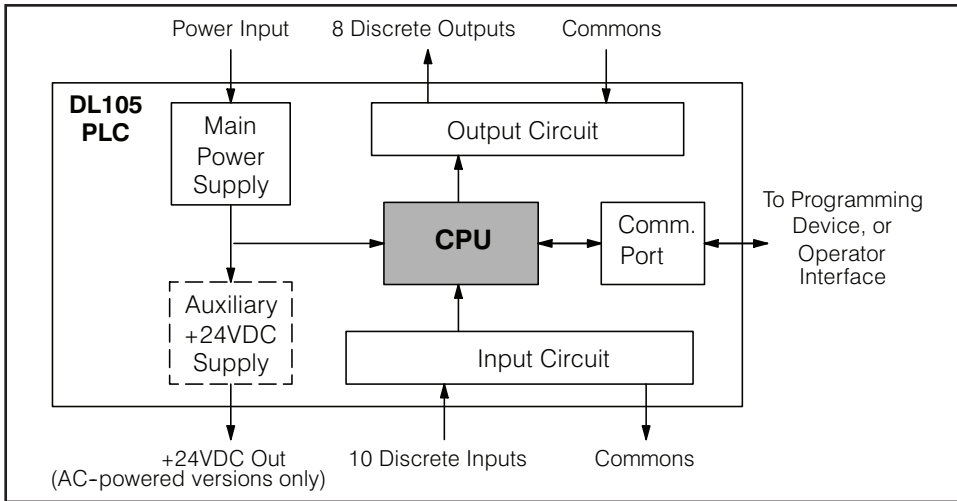 Power Input
8 Discrete Outputs
Commons
DL105
PLC
Main
Power
Supply
Output Circuit
CPU
Comm.
Port
To Programming
Device, or
Operator
Interface
Auxiliary
+24VDC
Supply
Input Circuit
+24VDC Out
(AC-powered versions only)
10 Discrete Inputs
Commons